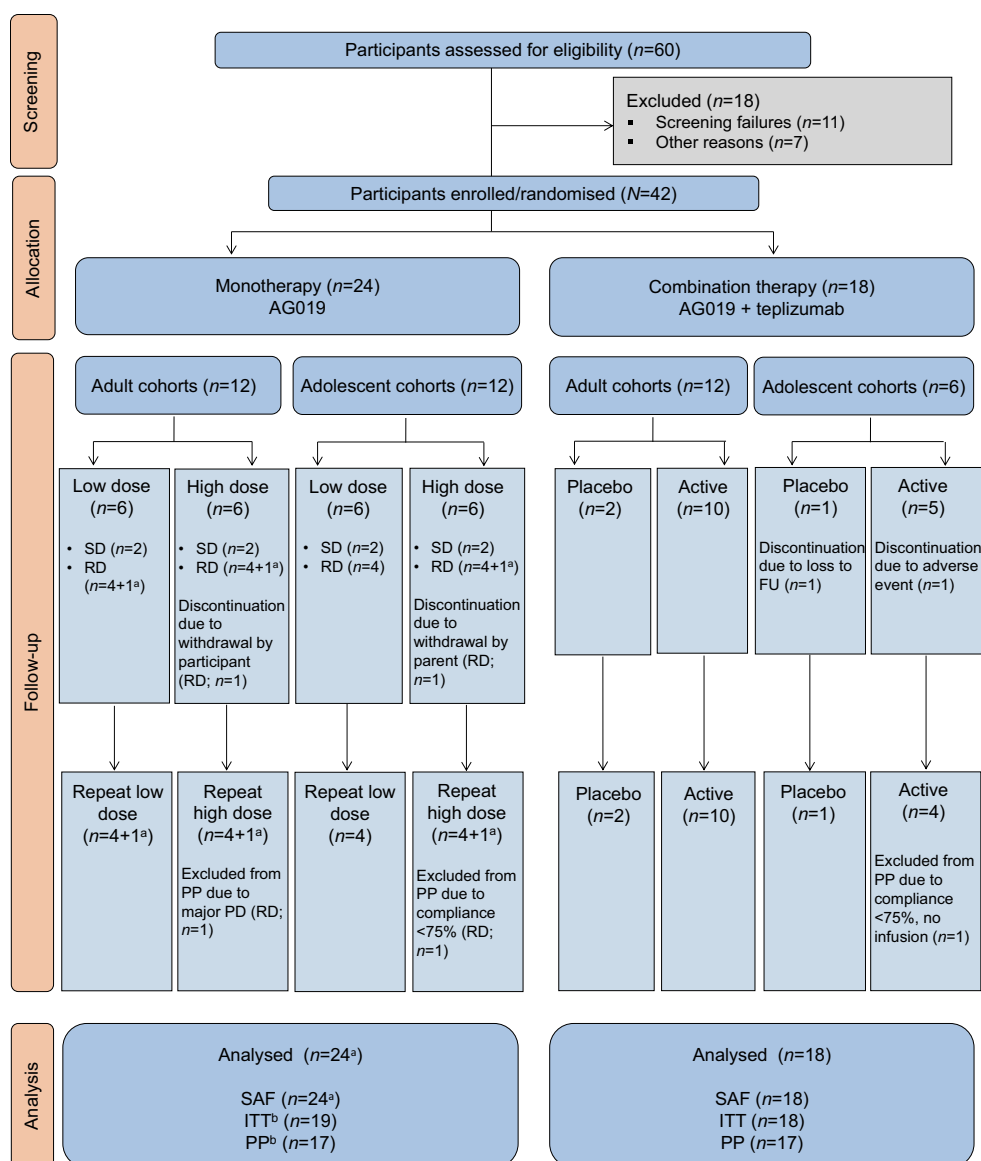 Screening
Participants assessed for eligibility (n=60)
Excluded (n=18)
▪ Screening failures (n=11)
▪ Other reasons (n=7)
Allocation
Participants enrolled/randomised (N=42)
Monotherapy (n=24)
AG019
Combination therapy (n=18)
AG019 + teplizumab
Follow-up
Adult cohorts (n=12)
Adolescent cohorts (n=12)
Adult cohorts (n=12)
Adolescent cohorts (n=6)
Low dose
(n=6)
• SD (n=2)
• RD
(n=4+1ᵃ)
High dose
(n=6)
• SD (n=2)
• RD (n=4+1ᵃ)
Discontinuation
due to
withdrawal by
participant
(RD; n=1)
Low dose
(n=6)
• SD (n=2)
• RD (n=4)
High dose
(n=6)
• SD (n=2)
• RD (n=4+1ᵃ)
Discontinuation
due to
withdrawal by
parent (RD;
n=1)
Placebo
(n=2)
Active
(n=10)
Placebo
(n=1)
Discontinuation
due to loss to
FU (n=1)
Active
(n=5)
Discontinuation
due to adverse
event (n=1)
Repeat low
dose
(n=4+1ᵃ)
Repeat
high dose
(n=4+1ᵃ)
Excluded from
PP due to
major PD (RD;
n=1)
Repeat low
dose
(n=4)
Repeat
high dose
(n=4+1ᵃ)
Excluded from
PP due to
compliance
<75% (RD;
n=1)
Placebo
(n=2)
Active
(n=10)
Placebo
(n=1)
Active
(n=4)
Excluded from
PP due to
compliance
<75%, no
infusion (n=1)
Analysis
Analysed (n=24ᵃ)
SAF (n=24ᵃ)
ITTᵇ (n=19)
PPᵇ (n=17)
Analysed (n=18)
SAF (n=18)
ITT (n=18)
PP (n=17)